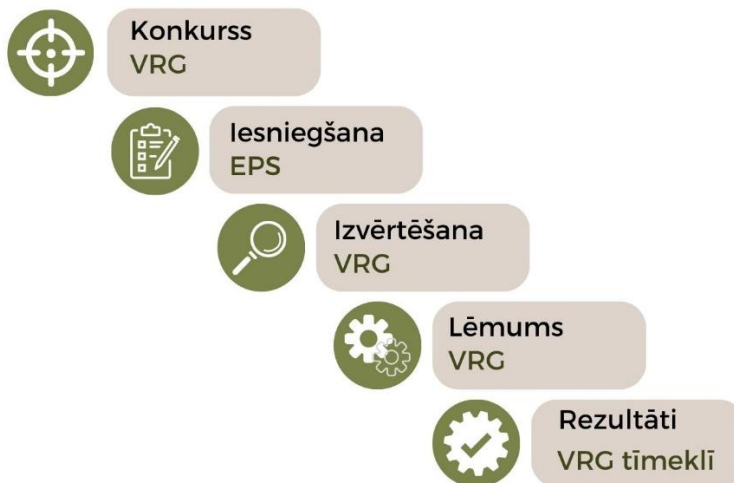 Konkurss
VRG
Iesniegšana
EPS
Izvērtēšana
VRG
Lēmums
VRG
Rezultāti
VRG tīmeklī